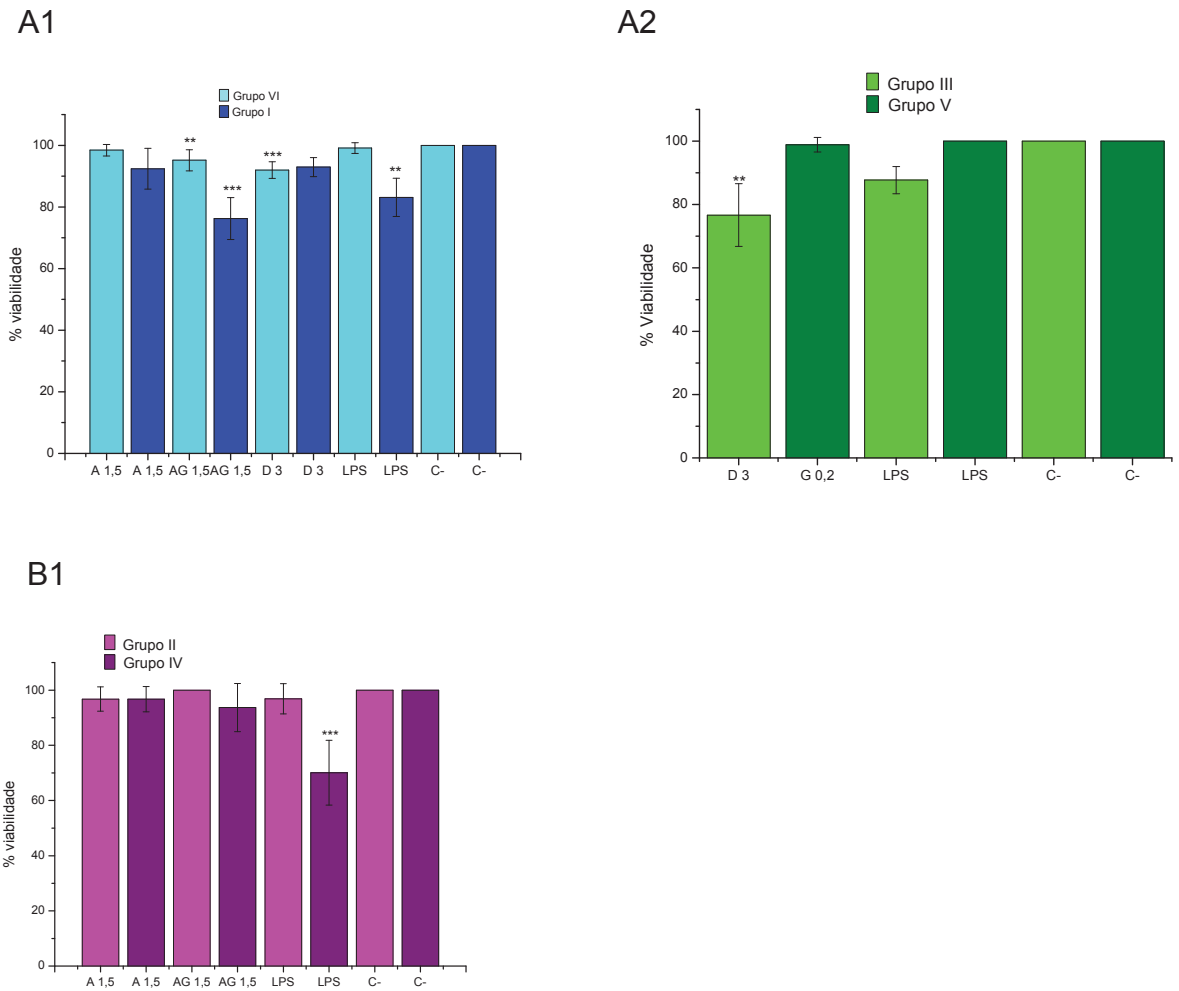 A1
Grupo VI
Grupo I
% viabilidade
100
80
60
40
20
0
**
***
***
**
A 1,5 A 1,5 AG 1,5 AG 1,5 D 3 D 3 LPS LPS C- C-
A2
Grupo III
Grupo V
% Viabilidade
100
80
60
40
20
0
**
D 3 G 0,2 LPS LPS C- C-
B1
Grupo II
Grupo IV
% viabilidade
100
80
60
40
20
0
***
A 1,5 A 1,5 AG 1,5 AG 1,5 LPS LPS C- C-